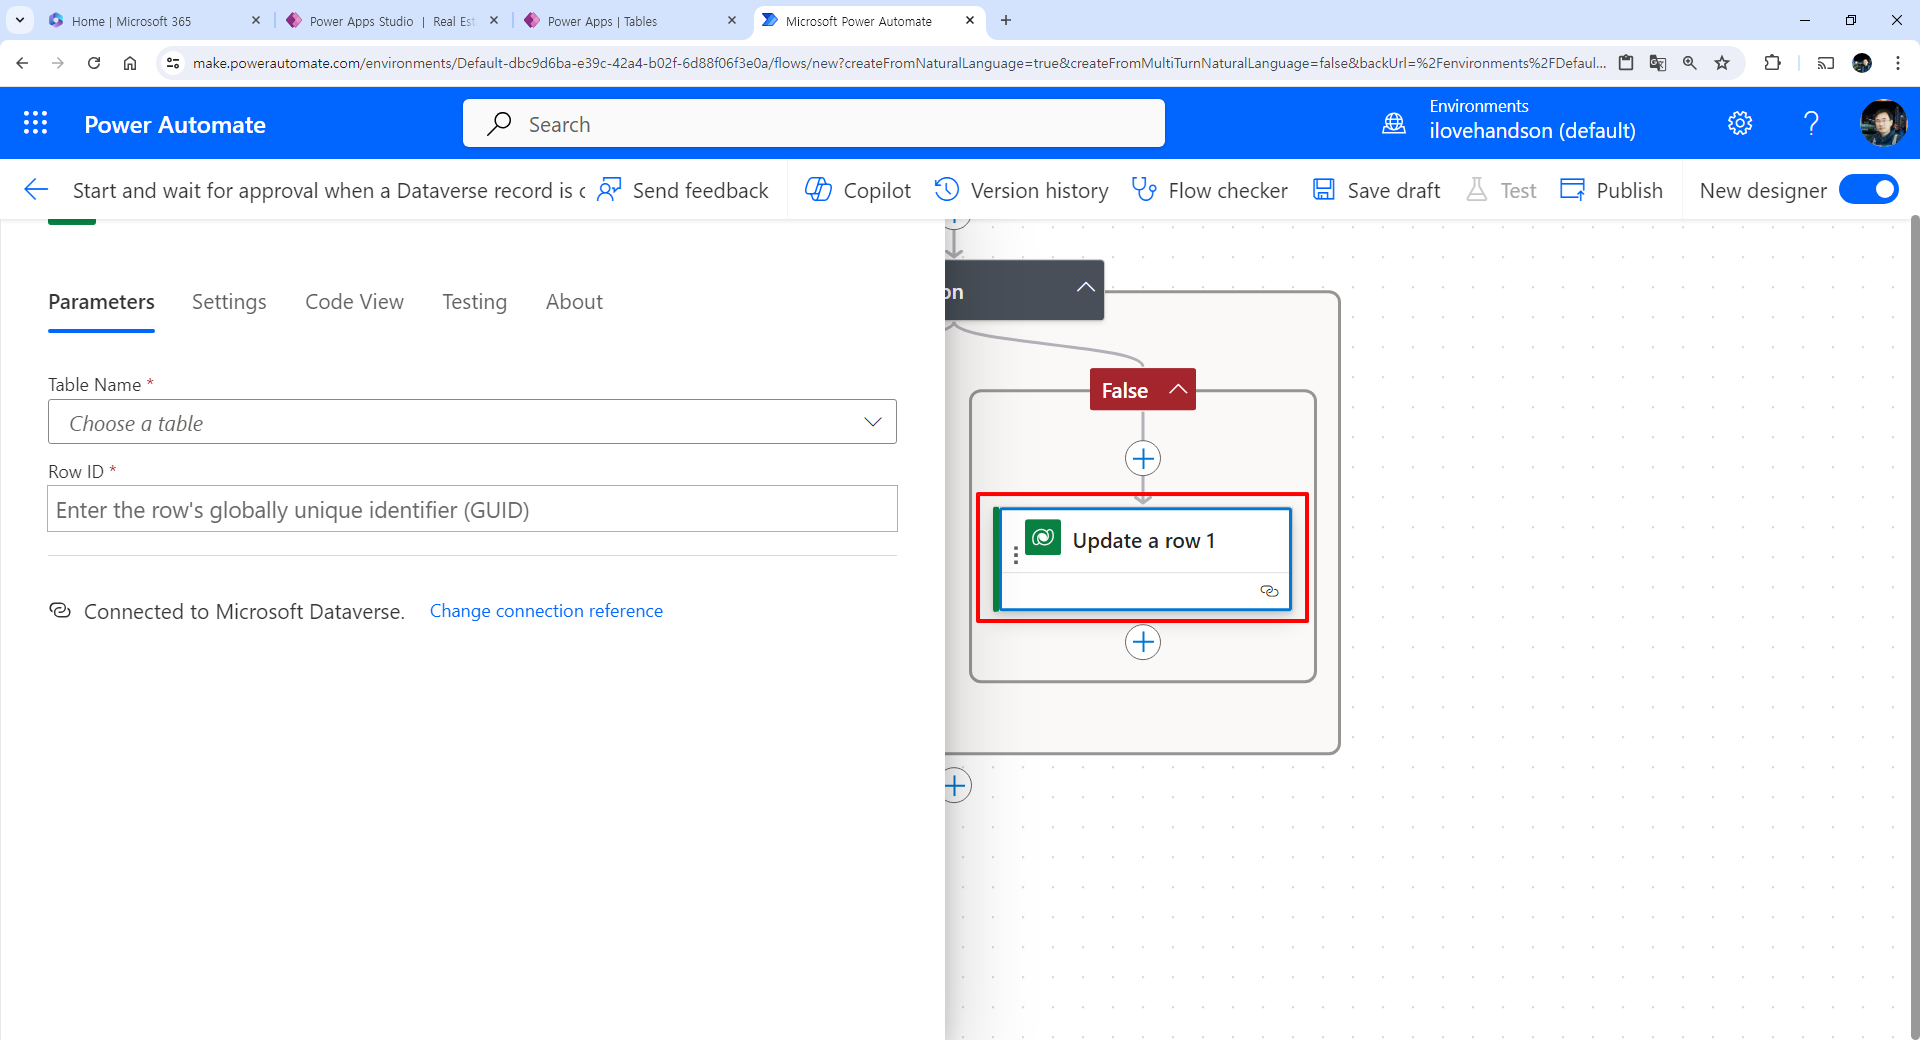 Home | Microsoft 365
Power Apps Studio | Real Est
Power Apps | Tables
Microsoft Power Automate
make.powerautomate.com/environments/Default-dbc9d6ba-e39c-42a4-b02f-6d88f06f3e0a/flows/new?createFromNaturalLanguage=true&createFromMultiTurnNaturalLanguage=false&backUrl=%2Fenvironments%2FDefaul...
Power Automate
Search
Environments
ilovehandson (default)
Start and wait for approval when a Dataverse record is c
Send feedback
Copilot
Version history
Flow checker
Save draft
Test
Publish
New designer
Parameters
Settings
Code View
Testing
About
Table Name *
Choose a table
Row ID *
Enter the row's globally unique identifier (GUID)
Connected to Microsoft Dataverse.
Change connection reference
on
False
Update a row 1